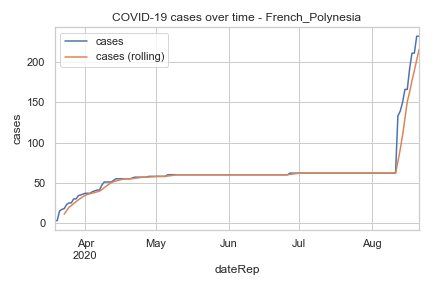 COVID-19 cases over time - French_Polynesia
cases
cases (rolling)
200
150
100
50
0
cases
Apr
2020
May
Jun
Jul
Aug
dateRep